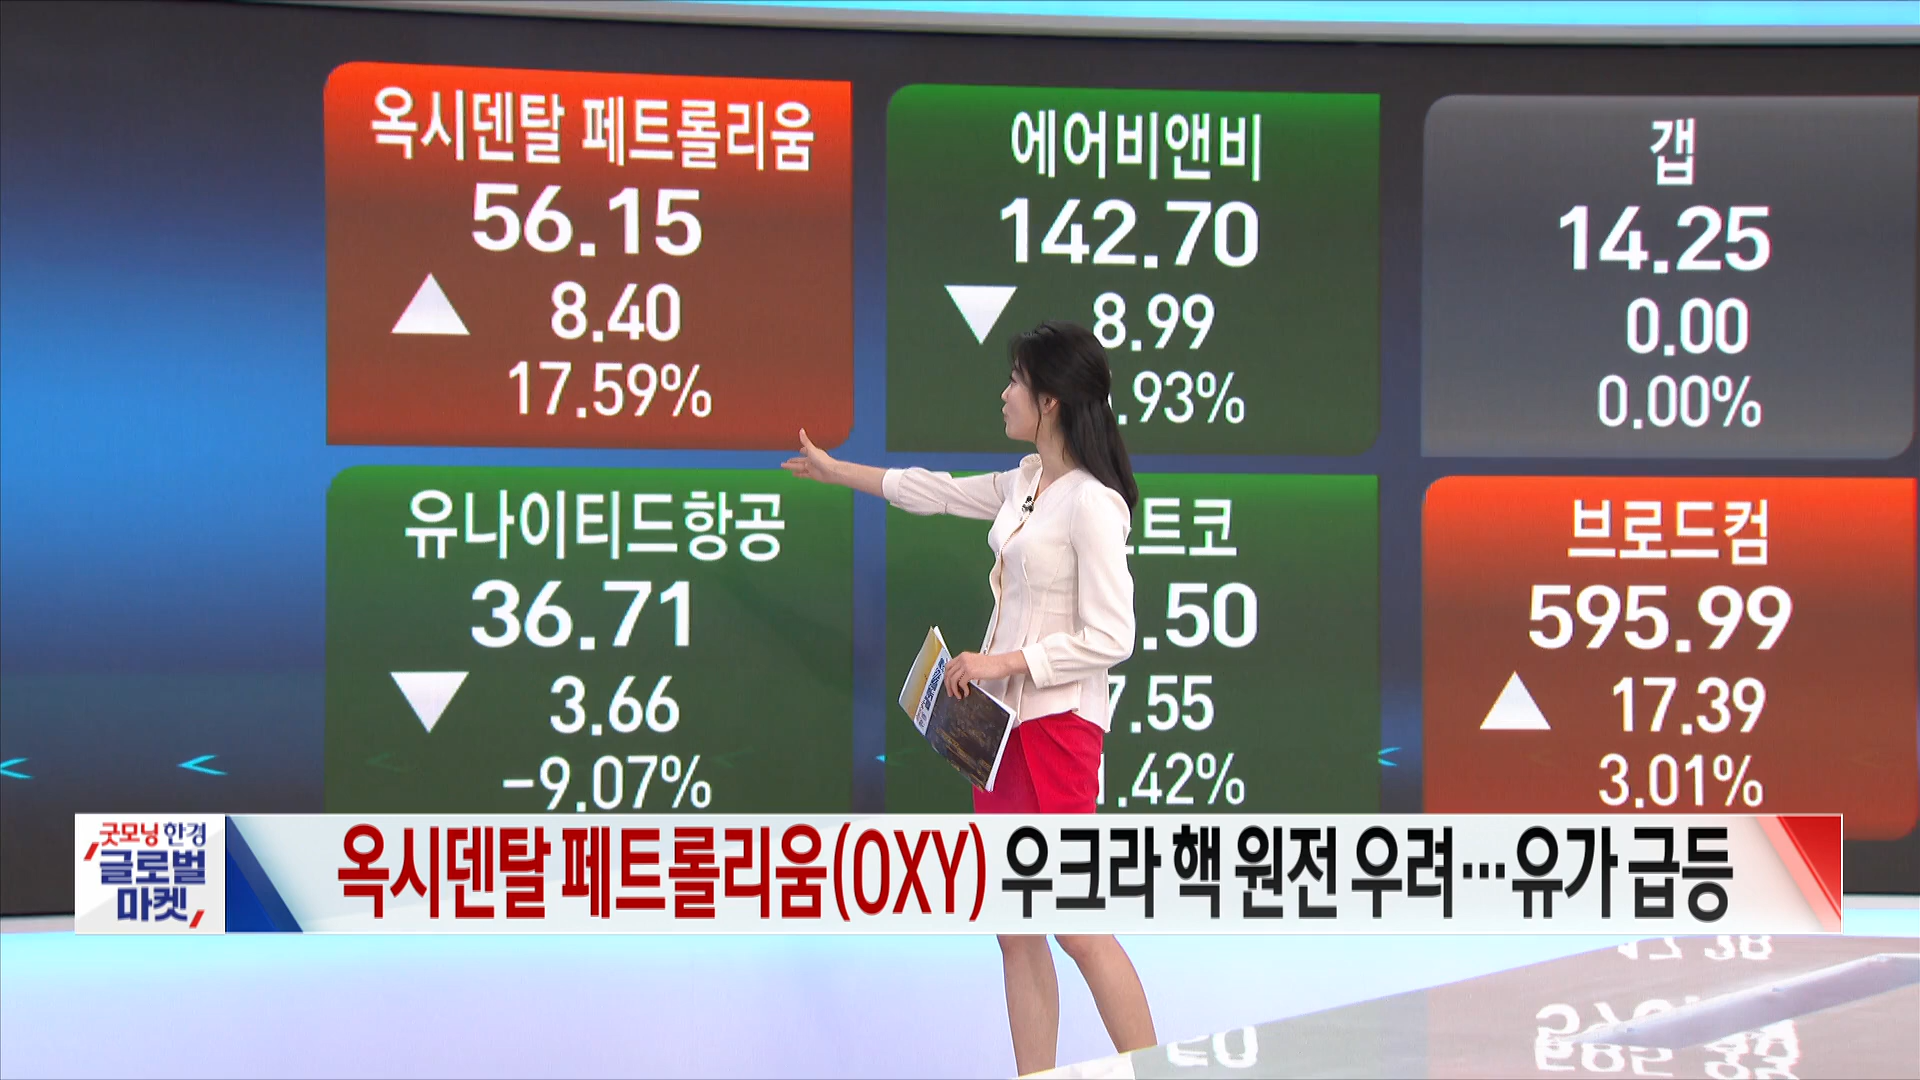 옥시덴탈 페트롤리움
56.15
▲ 8.40
17.59%
에어비앤비
142.70
▼ 8.99
.93%
갭
14.25
0.00
0.00%
유나이티드항공
36.71
▼ 3.66
-9.07%
트코
.50
7.55
.42%
브로드컴
595.99
▲ 17.39
3.01%
굿모닝 한경
글로벌
마켓
옥시덴탈 페트롤리움(OXY) 우크라 핵 원전 우려…유가 급등